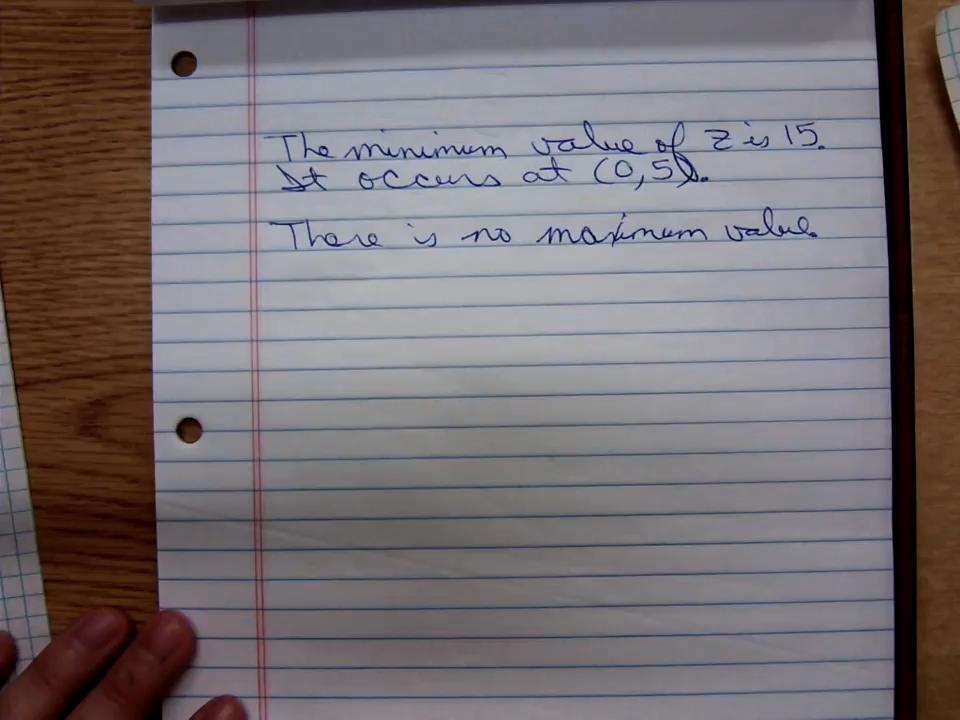 The minimum value of z is 15.
It occurs at (0,5).
There is no maximum value.